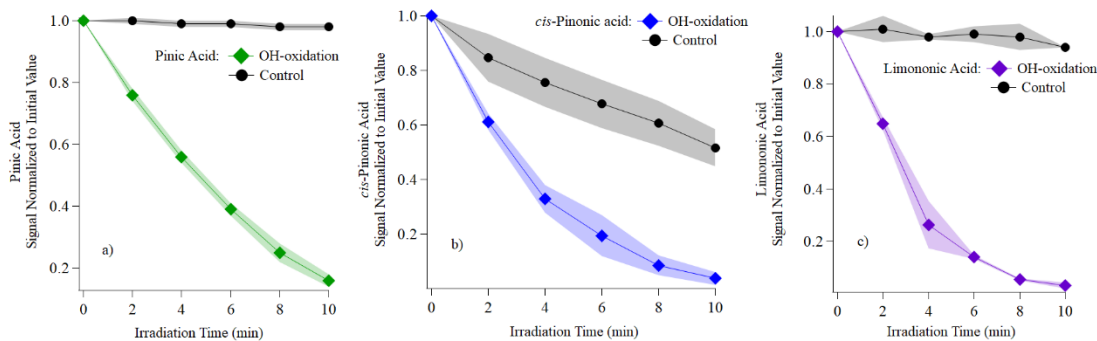 Pinic Acid
Signal Normalized to Initial Value
1.0
0.8
0.6
0.4
0.2
Pinic Acid: OH-oxidation
Control
a)
0 2 4 6 8 10
Irradiation Time (min)
cis-Pinonic Acid
Signal Normalized to Initial Value
1.0
0.8
0.6
0.4
0.2
cis-Pinonic acid: OH-oxidation
Control
b)
0 2 4 6 8 10
Irradiation Time (min)
Limononic Acid
Signal Normalized to Initial Value
1.0
0.8
0.6
0.4
0.2
Limononic Acid: OH-oxidation
Control
c)
0 2 4 6 8 10
Irradiation Time (min)